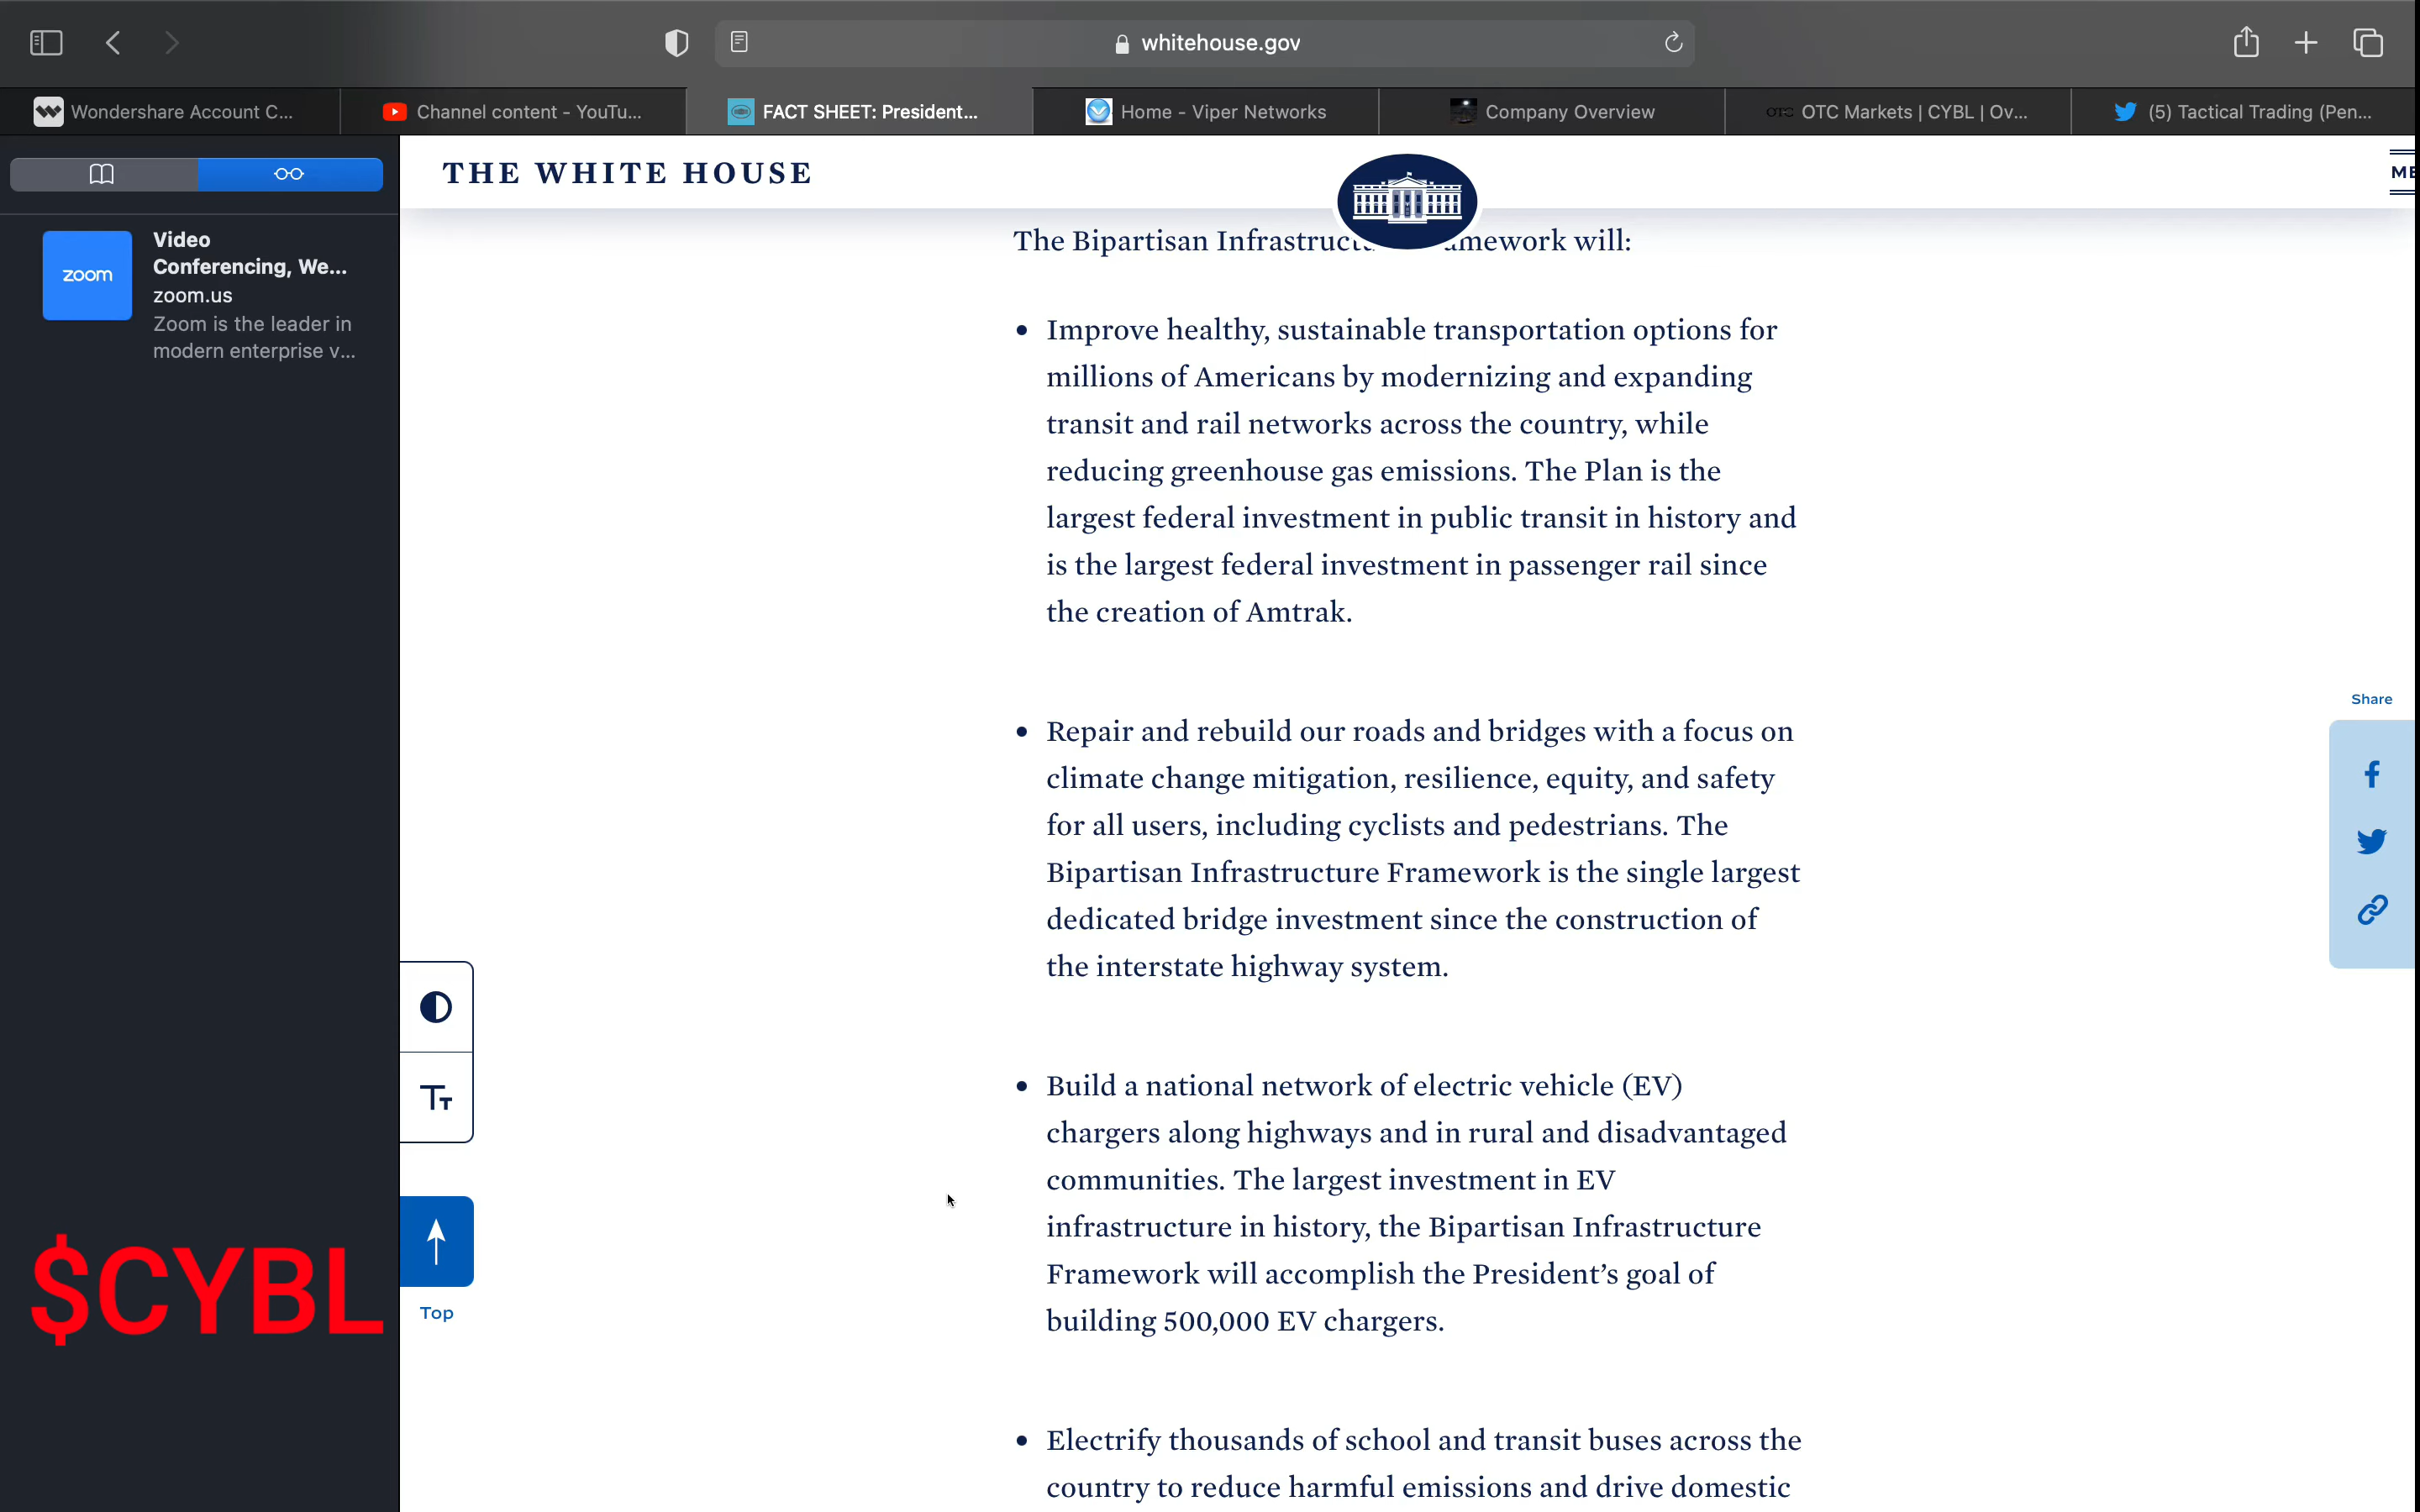 whitehouse.gov
Wondershare Account C...
Channel content - YouTu...
FACT SHEET: President...
Home - Viper Networks
Company Overview
OTC Markets | CYBL | Ov...
(5) Tactical Trading (Pen...
zoom
Video
Conferencing, We...
zoom.us
Zoom is the leader in
modern enterprise v...
THE WHITE HOUSE
ME
The Bipartisan Infrastructu amework will:
• Improve healthy, sustainable transportation options for
millions of Americans by modernizing and expanding
transit and rail networks across the country, while
reducing greenhouse gas emissions. The Plan is the
largest federal investment in public transit in history and
is the largest federal investment in passenger rail since
the creation of Amtrak.
• Repair and rebuild our roads and bridges with a focus on
climate change mitigation, resilience, equity, and safety
for all users, including cyclists and pedestrians. The
Bipartisan Infrastructure Framework is the single largest
dedicated bridge investment since the construction of
the interstate highway system.
• Build a national network of electric vehicle (EV)
chargers along highways and in rural and disadvantaged
communities. The largest investment in EV
infrastructure in history, the Bipartisan Infrastructure
Framework will accomplish the President’s goal of
building 500,000 EV chargers.
• Electrify thousands of school and transit buses across the
country to reduce harmful emissions and drive domestic
Share
Tт
Top
$CYBL